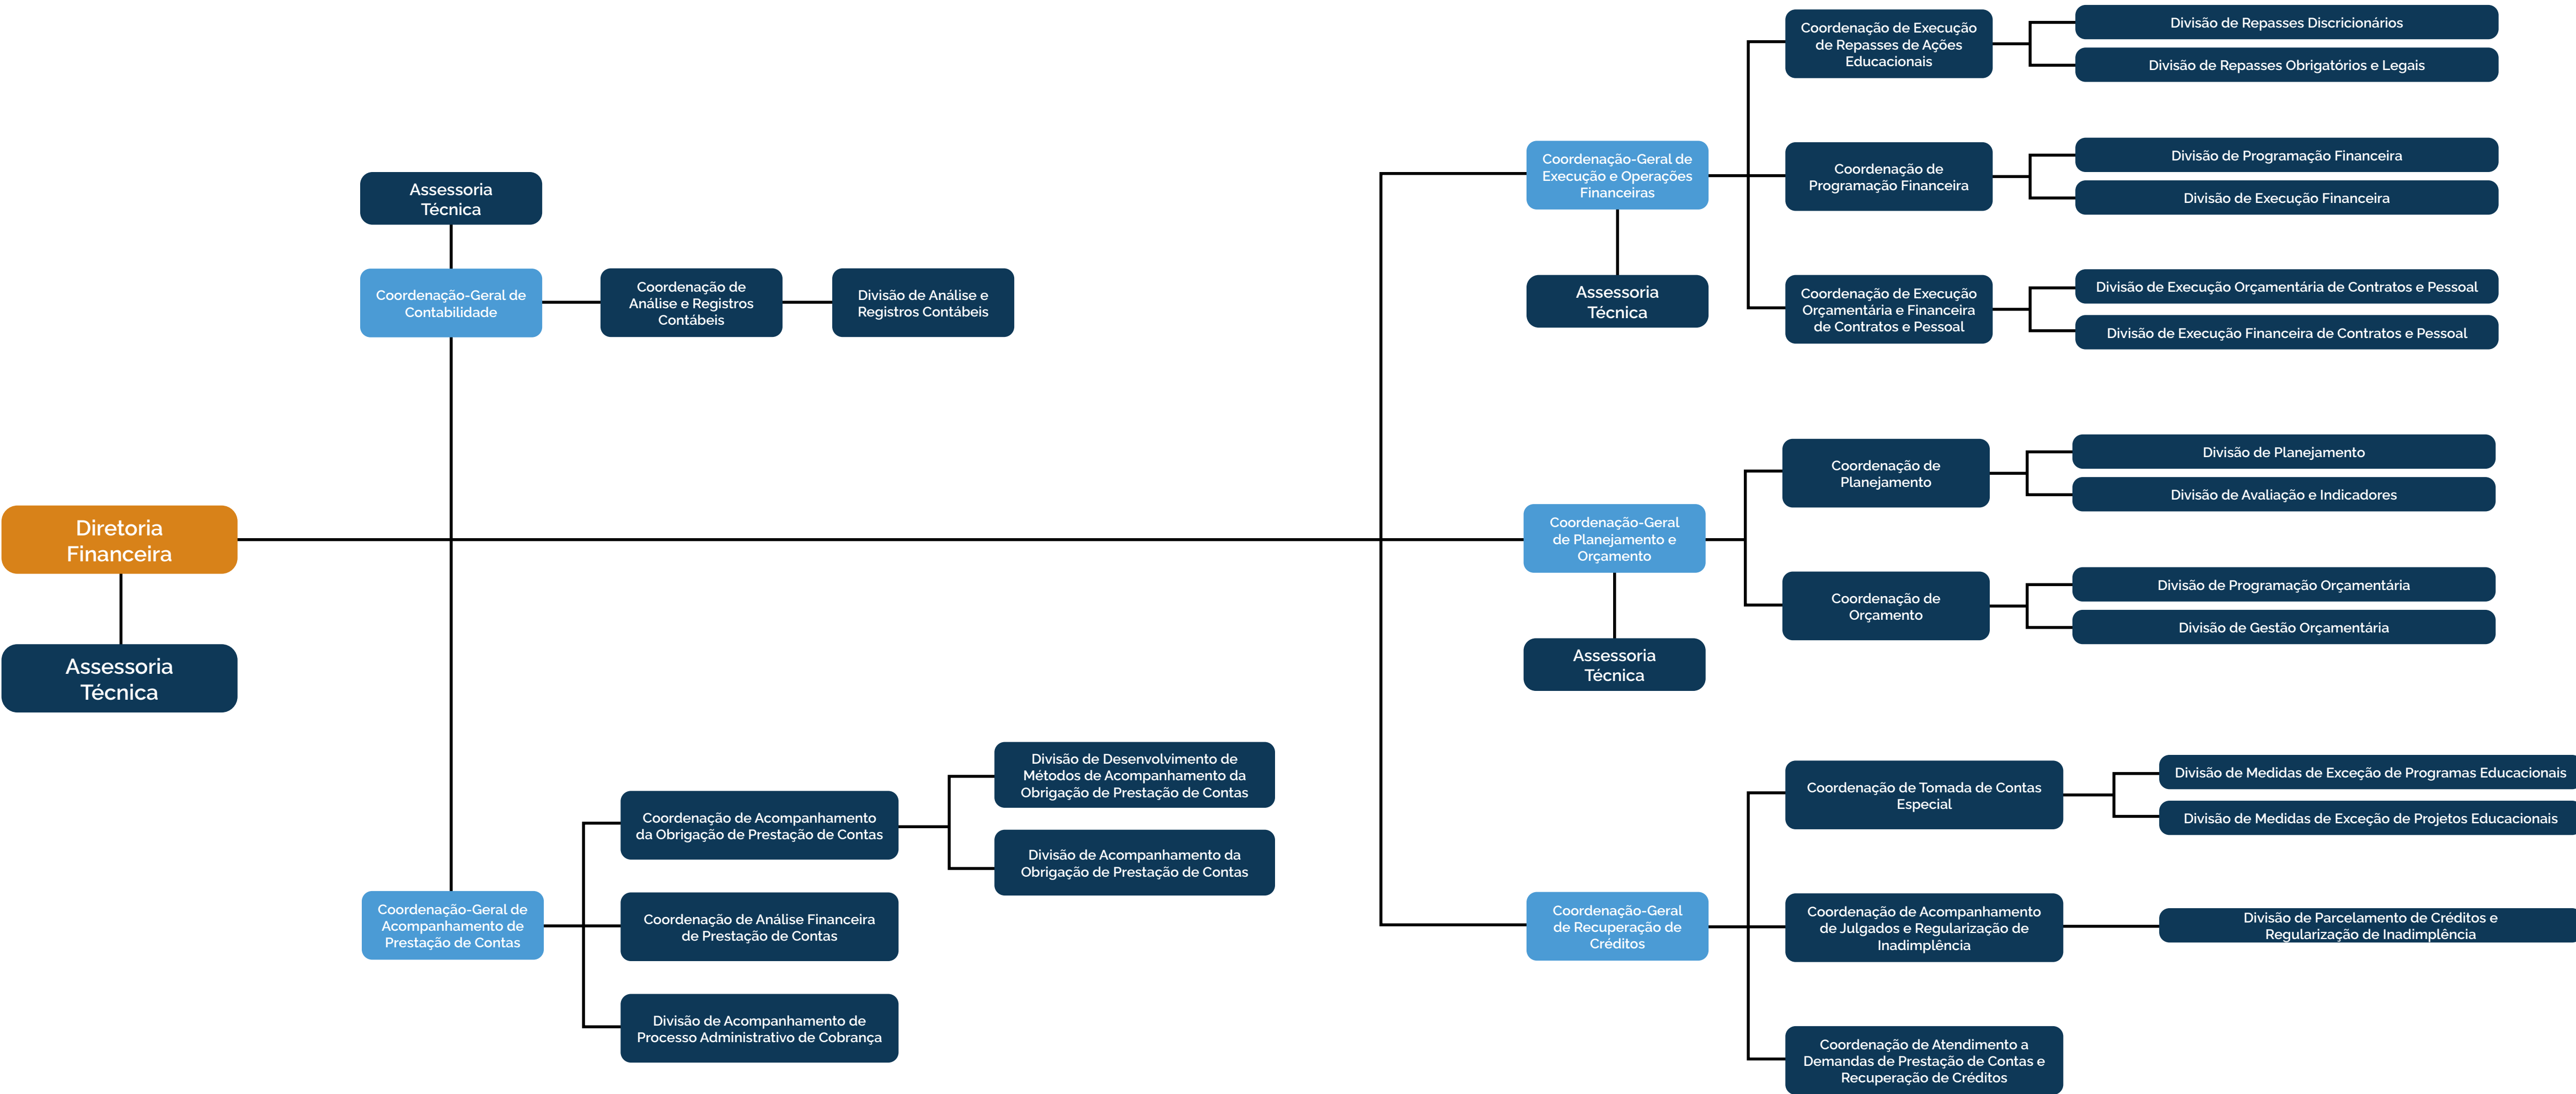 Diretoria
Financeira
Assessoria
Técnica
Assessoria
Técnica
Coordenação-Geral de
Contabilidade
Coordenação de
Análise e Registros
Contábeis
Divisão de Análise e
Registros Contábeis
Coordenação-Geral de
Acompanhamento de
Prestação de Contas
Coordenação de Acompanhamento
da Obrigação de Prestação de Contas
Divisão de Desenvolvimento de
Métodos de Acompanhamento da
Obrigação de Prestação de Contas
Divisão de Acompanhamento da
Obrigação de Prestação de Contas
Coordenação de Análise Financeira
de Prestação de Contas
Divisão de Acompanhamento de
Processo Administrativo de Cobrança
Coordenação-Geral de
Execução e Operações
Financeiras
Assessoria
Técnica
Coordenação de Execução
de Repasses de Ações
Educacionais
Divisão de Repasses Discricionários
Divisão de Repasses Obrigatórios e Legais
Coordenação de
Programação Financeira
Divisão de Programação Financeira
Divisão de Execução Financeira
Coordenação de Execução
Orçamentária e Financeira
de Contratos e Pessoal
Divisão de Execução Orçamentária de Contratos e Pessoal
Divisão de Execução Financeira de Contratos e Pessoal
Coordenação-Geral
de Planejamento e
Orçamento
Assessoria
Técnica
Coordenação de
Planejamento
Divisão de Planejamento
Divisão de Avaliação e Indicadores
Coordenação de
Orçamento
Divisão de Programação Orçamentária
Divisão de Gestão Orçamentária
Coordenação-Geral
de Recuperação de
Créditos
Coordenação de Tomada de Contas
Especial
Divisão de Medidas de Exceção de Programas Educacionais
Divisão de Medidas de Exceção de Projetos Educacionais
Coordenação de Acompanhamento
de Julgados e Regularização de
Inadimplência
Divisão de Parcelamento de Créditos e
Regularização de Inadimplência
Coordenação de Atendimento a
Demandas de Prestação de Contas e
Recuperação de Créditos